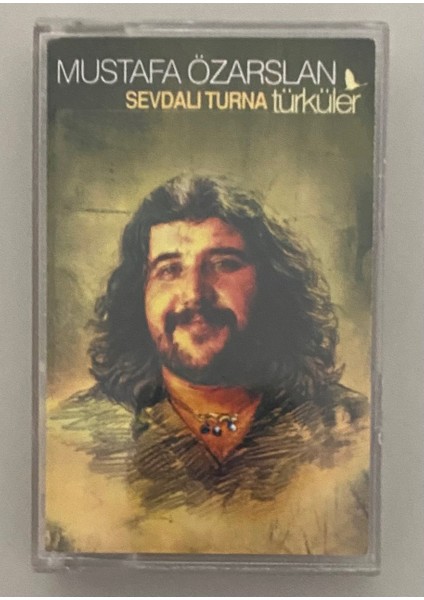 MUSTAFA ÖZARSLAN
SEVDALI TURNA türküler